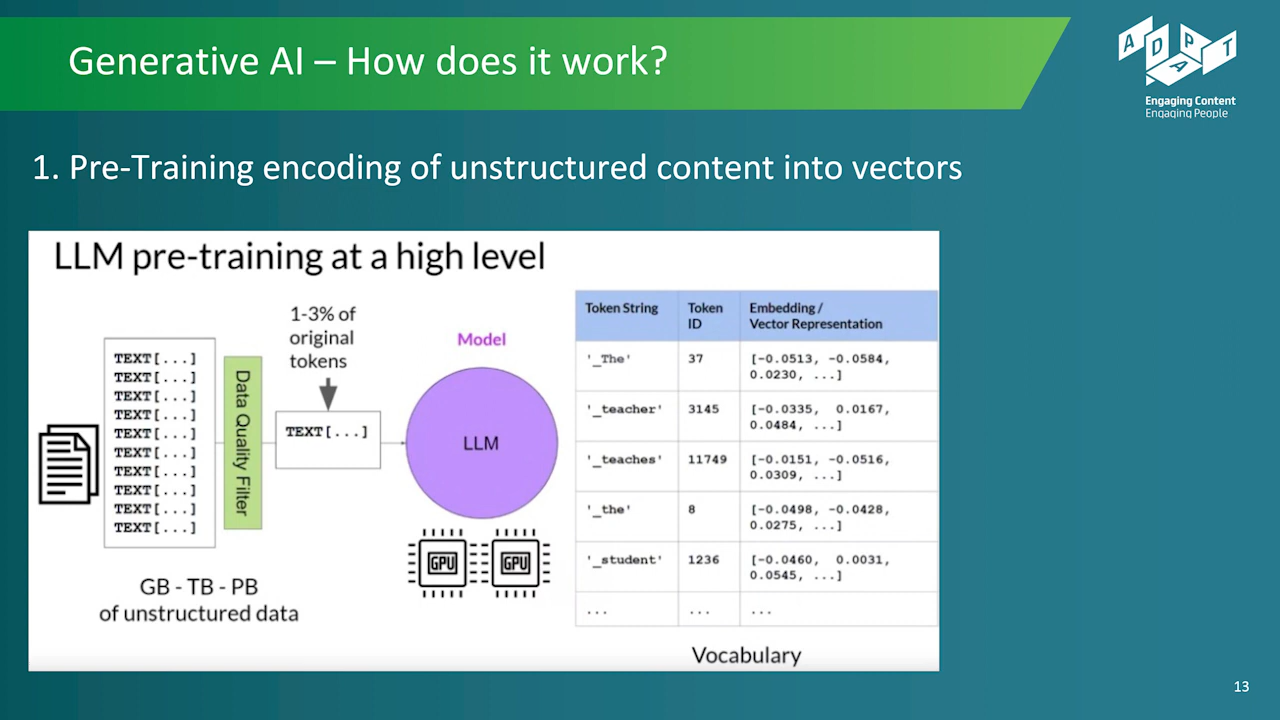 Generative AI – How does it work?
A D A P T
Engaging Content
Engaging People
1. Pre-Training encoding of unstructured content into vectors
LLM pre-training at a high level
TEXT[...]
TEXT[...]
TEXT[...]
TEXT[...]
TEXT[...]
TEXT[...]
TEXT[...]
TEXT[...]
TEXT[...]
TEXT[...]
GB - TB - PB
of unstructured data
Data Quality Filter
1-3% of
original
tokens
TEXT[...]
Model
LLM
GPU
GPU
Token String Token ID Embedding / Vector Representation
'_The' 37 [-0.0513, -0.0584, 0.0230, ...]
'_teacher' 3145 [-0.0335, 0.0167, 0.0484, ...]
'_teaches' 11749 [-0.0151, -0.0516, 0.0309, ...]
'_the' 8 [-0.0498, -0.0428, 0.0275, ...]
'_student' 1236 [-0.0460, 0.0031, 0.0545, ...]
... ... ...
Vocabulary
13